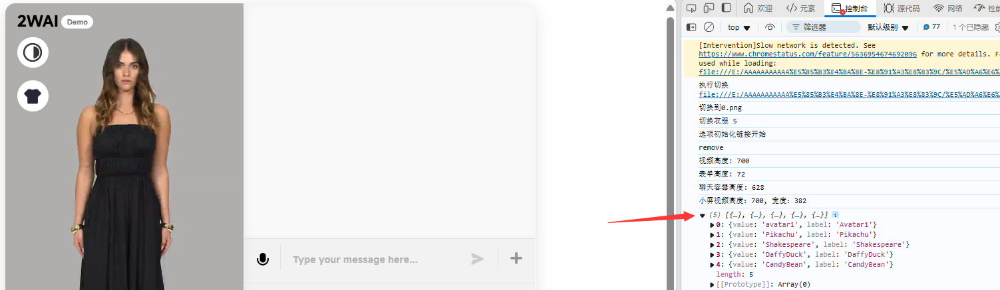 2WAI Demo
Type your message here...
欢迎 元素 控制台 源代码 网络 性能
top 筛选器 默认级别 77 1 个已隐藏
[Intervention]Slow network is detected. See
https://www.chromestatus.com/feature/5636954674692096 for more details. F
used while loading:
file:///E:/AAAAAAAAAAA%E5%85%B3%E4%BA%8E-%E8%91%A3%E8%83%9C/%E5%AD%A6%E6%
执行切换
file:///E:/AAAAAAAAAAA%E5%85%B3%E4%BA%8E-%E8%91%A3%E8%83%9C/%E5%AD%A6%E6%
切换到0.png
切换衣服 5
选项初始化链接开始
remove
视频高度: 700
表单高度: 72
聊天容器高度: 628
小屏视频高度: 700, 宽度: 382
(5) [{…}, {…}, {…}, {…}, {…}] i
0: {value: 'avatar1', label: 'Avatar1'}
1: {value: 'Pikachu', label: 'Pikachu'}
2: {value: 'Shakespeare', label: 'Shakespeare'}
3: {value: 'DaffyDuck', label: 'DaffyDuck'}
4: {value: 'CandyBean', label: 'CandyBean'}
length: 5
[[Prototype]]: Array(0)